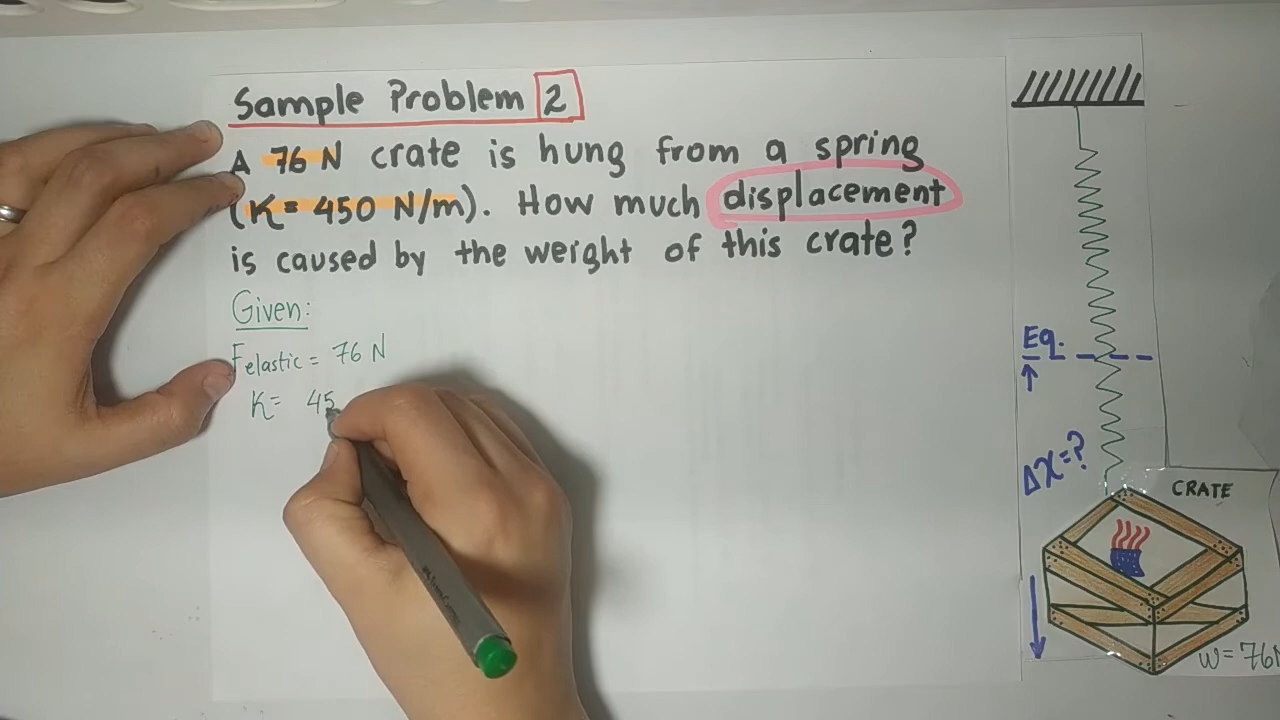 Sample Problem 2
A 76 N crate is hung from a spring
(K= 450 N/m). How much displacement
is caused by the weight of this crate?
Given:
Felastic = 76 N
K= 45
Eq.
Δx=?
CRATE
W= 76N